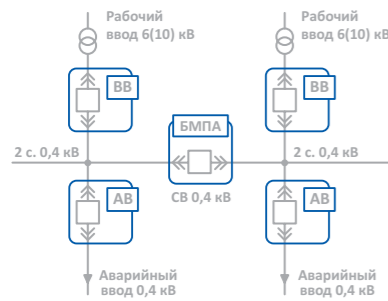 Рабочий
ввод 6(10) кВ
Рабочий
ввод 6(10) кВ
ВВ
ВВ
БМПА
2 с. 0,4 кВ
2 с. 0,4 кВ
АВ
СВ 0,4 кВ
АВ
Аварийный
ввод 0,4 кВ
Аварийный
ввод 0,4 кВ